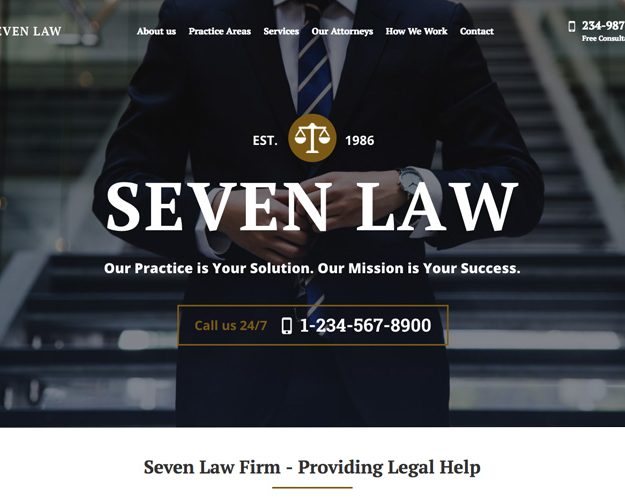 EVEN LAW
About us Practice Areas Services Our Attorneys How We Work Contact
234-987
Free Consult
EST. 1986
SEVEN LAW
Our Practice is Your Solution. Our Mission is Your Success.
Call us 24/7 1-234-567-8900
Seven Law Firm - Providing Legal Help